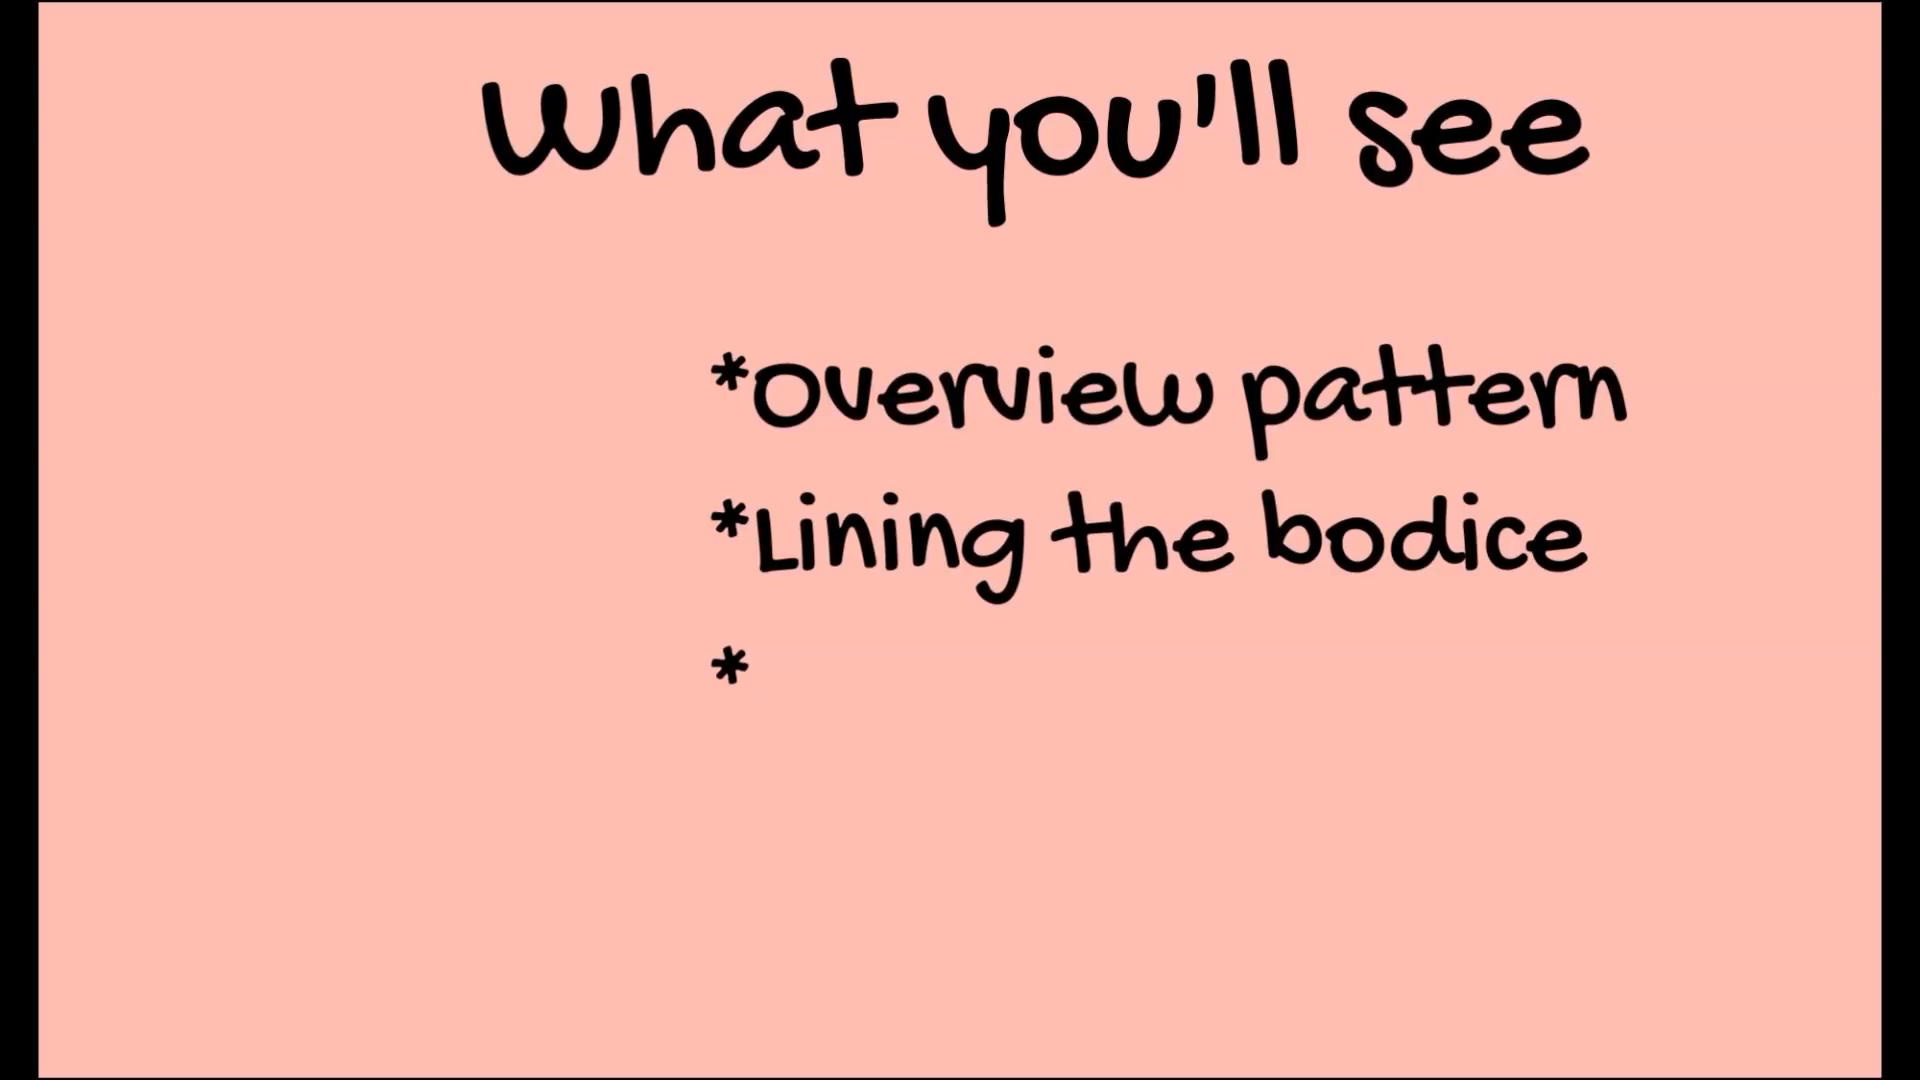 What you'll see
*Overview pattern
*Lining the bodice
*